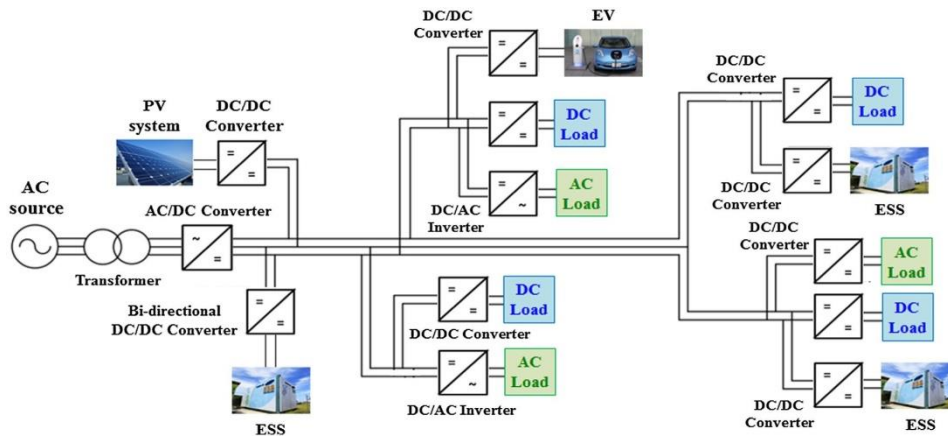 DC/DC
Converter
EV
DC/DC
Converter
DC
Load
PV
system
DC/DC
Converter
DC
Load
AC
source
AC/DC Converter
DC/AC
Inverter
AC
Load
DC/DC
Converter
ESS
Transformer
DC/DC
Converter
AC
Load
Bi-directional
DC/DC Converter
DC
Load
DC/DC Converter
DC
Load
AC
Load
DC/AC Inverter
DC/DC
Converter
ESS
ESS